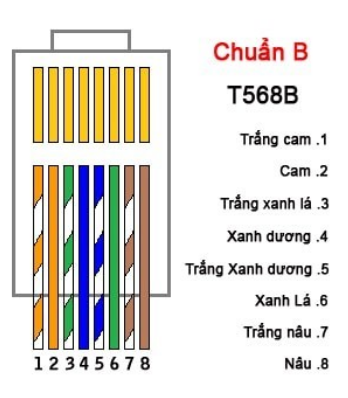 Chuẩn B
T568B
Trắng cam .1
Cam .2
Trắng xanh lá .3
Xanh dương .4
Trắng Xanh dương .5
Xanh Lá .6
Trắng nâu .7
Nâu .8
1 2 3 4 5 6 7 8